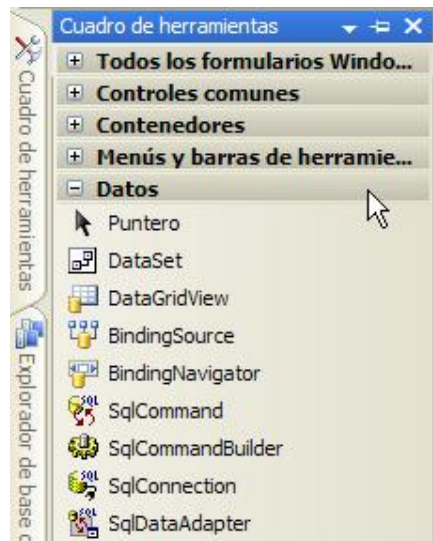 Cuadro de herramientas
Todos los formularios Windo...
Controles comunes
Contenedores
Menús y barras de herramie...
Datos
Puntero
DataSet
DataGridView
BindingSource
BindingNavigator
SqlCommand
SqlCommandBuilder
SqlConnection
SqlDataAdapter
Cuadro de herramientas
Explorador de base